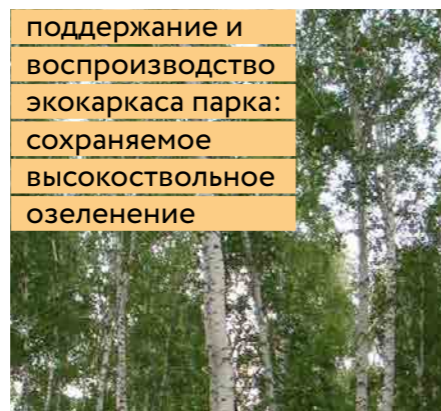 поддержание и
воспроизводство
экокаркаса парка:
сохраняемое
высокоствольное
озеленение